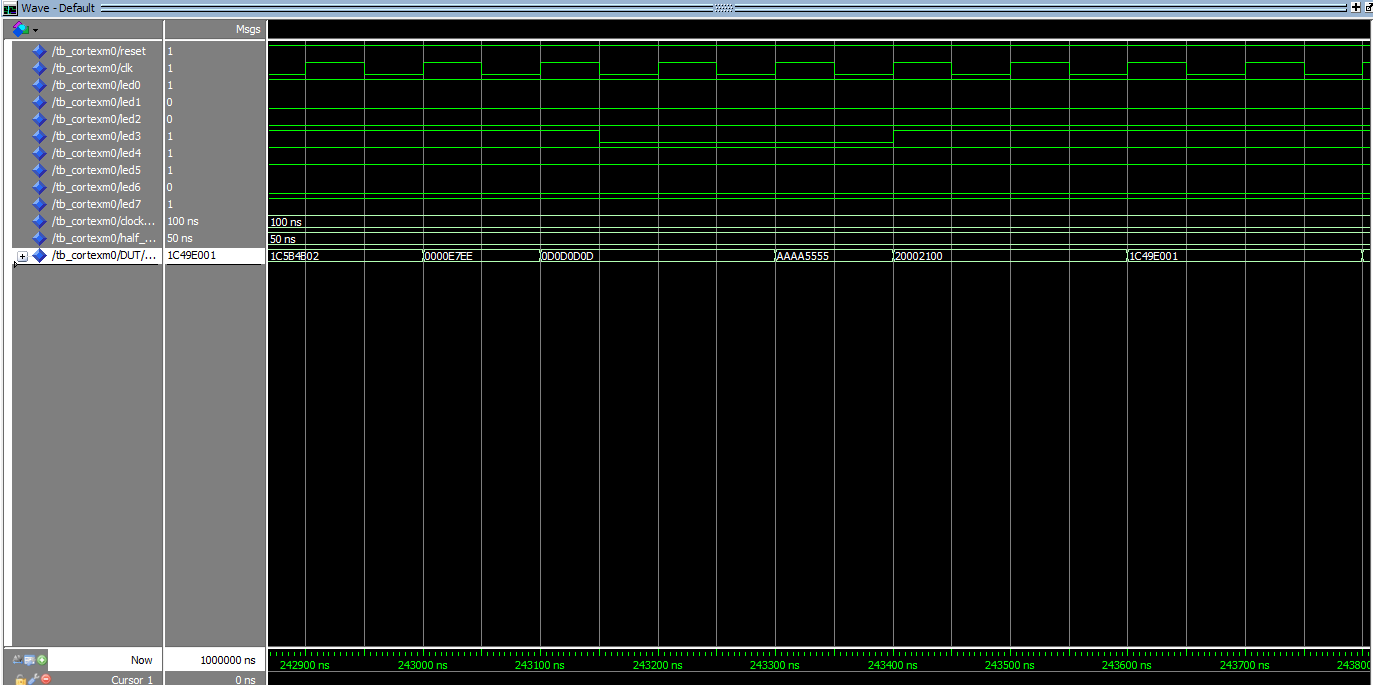 Wave - Default
Msgs
/tb_cortexm0/reset 1
/tb_cortexm0/clk 1
/tb_cortexm0/led0 1
/tb_cortexm0/led1 0
/tb_cortexm0/led2 0
/tb_cortexm0/led3 1
/tb_cortexm0/led4 1
/tb_cortexm0/led5 1
/tb_cortexm0/led6 0
/tb_cortexm0/led7 1
/tb_cortexm0/clock... 100 ns 100 ns
/tb_cortexm0/half_... 50 ns 50 ns
/tb_cortexm0/DUT/... 1C49E001 1C5B4B02 0000E7EE 0D0D0D0D AAAA5555 20002100 1C49E001
Now 1000000 ns 242900 ns 243000 ns 243100 ns 243200 ns 243300 ns 243400 ns 243500 ns 243600 ns 243700 ns 243800
Cursor 1 0 ns